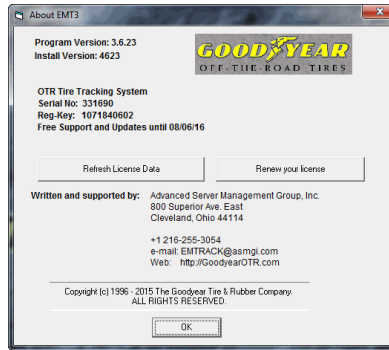 About EMT3
Program Version: 3.6.23
Install Version: 4623
GOODYEAR
OFF-THE-ROAD TIRES
OTR Tire Tracking System
Serial No: 331690
Reg-Key: 1071840602
Free Support and Updates until 08/06/16
Refresh License Data
Renew your license
Written and supported by:
Advanced Server Management Group, Inc.
800 Superior Ave. East
Cleveland, Ohio 44114
+1 216-255-3054
e-mail: EMTRACK@asmgi.com
Web: http://GoodyearOTR.com
Copyright (c) 1996 - 2015 The Goodyear Tire & Rubber Company.
ALL RIGHTS RESERVED.
OK